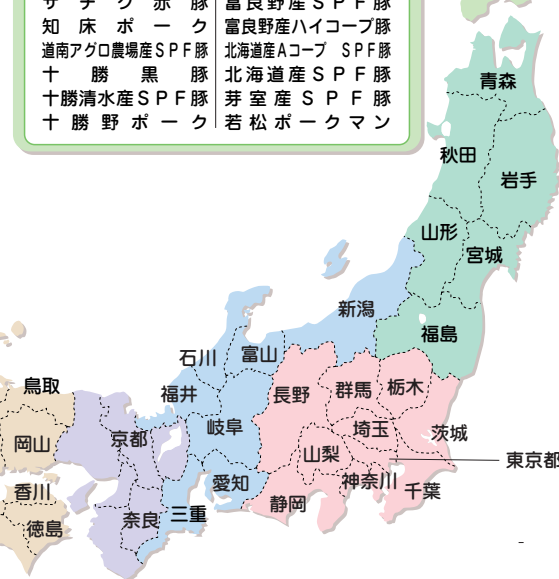 サチク赤豚 富良野産SPF豚
知床ポーク 富良野産ハイコープ豚
道南アグロ農場産SPF豚 北海道産Aコープ SPF豚
十勝黒豚 北海道産SPF豚
十勝清水産SPF豚 芽室産SPF豚
十勝野ポーク 若松ポークマン
青森
秋田
岩手
山形
宮城
新潟
福島
石川
富山
福井
長野
群馬
栃木
鳥取
岡山
京都
岐阜
埼玉
茨城
山梨
東京都
香川
愛知
神奈川
千葉
徳島
奈良
三重
静岡